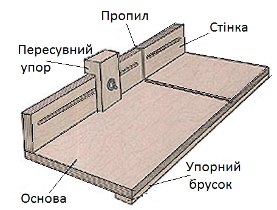 Пропил
Пересувний
упор
Стінка
Упорний
брусок
Основа